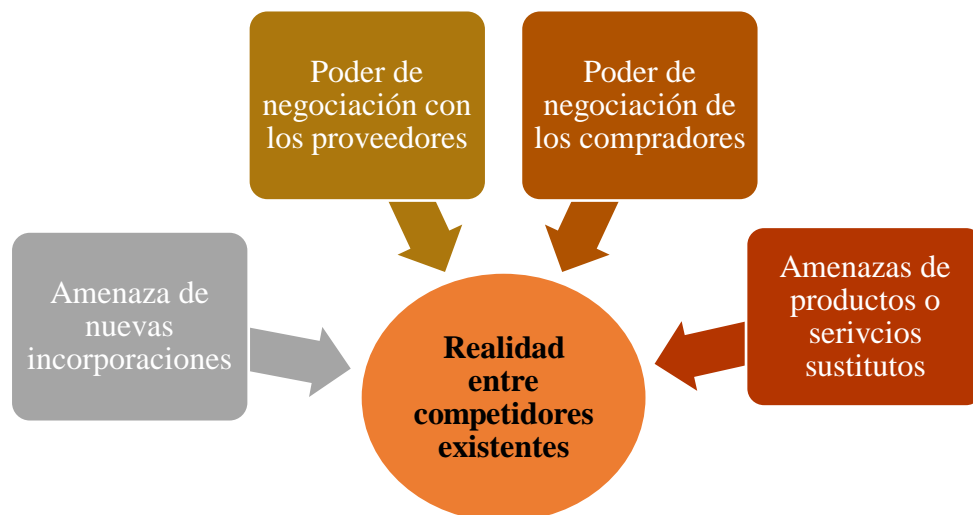 Poder de
negociación con
los proveedores
Poder de
negociación de
los compradores
Amenaza de
nuevas
incorporaciones
Amenazas de
productos o
serivcios
sustitutos
Realidad
entre
competidores
existentes